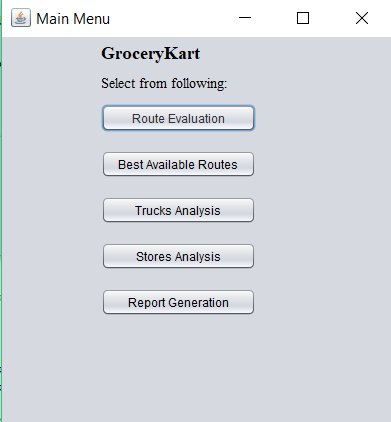 Main Menu
GroceryKart
Select from following:
Route Evaluation
Best Available Routes
Trucks Analysis
Stores Analysis
Report Generation